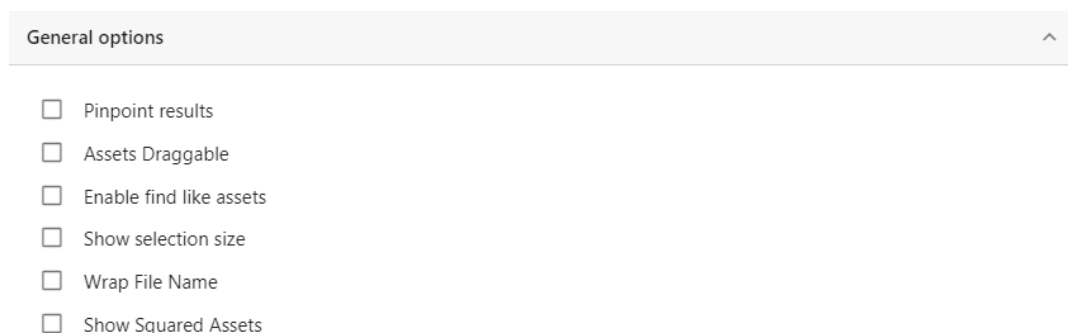 General options
Pinpoint results
Assets Draggable
Enable find like assets
Show selection size
Wrap File Name
Show Squared Assets